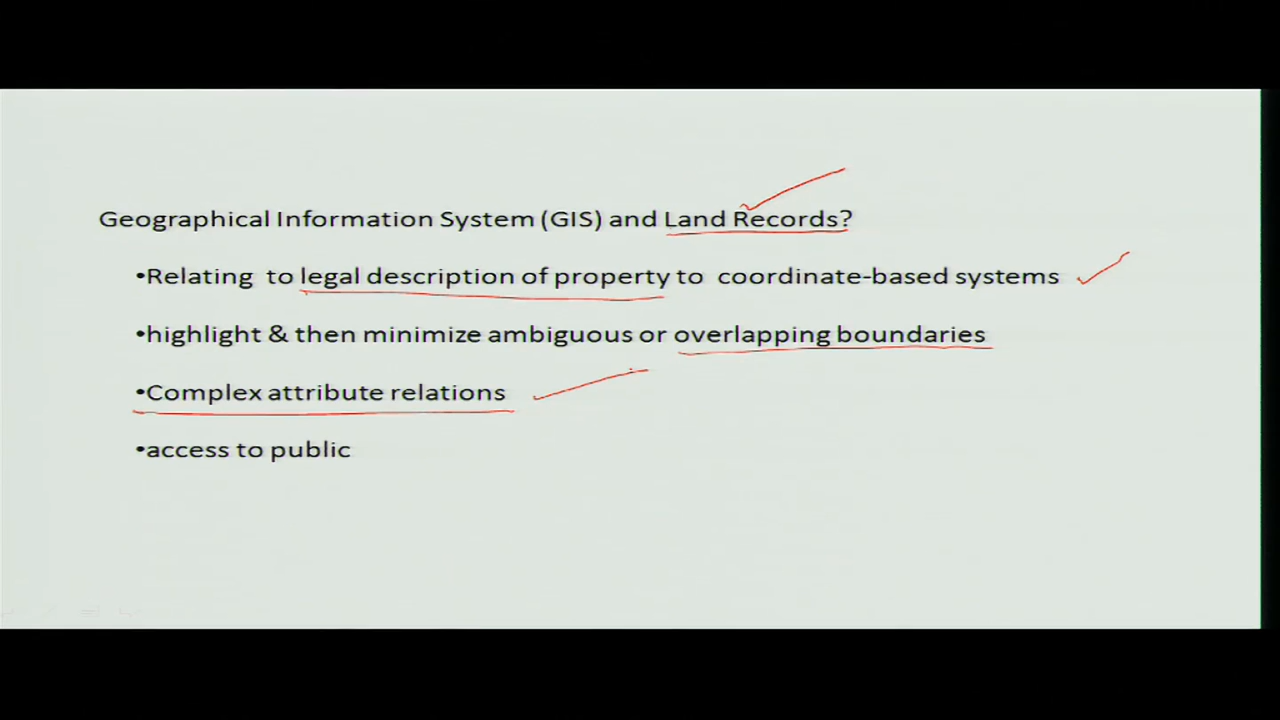 Geographical Information System (GIS) and Land Records?
•Relating to legal description of property to coordinate-based systems
•highlight & then minimize ambiguous or overlapping boundaries
•Complex attribute relations
•access to public